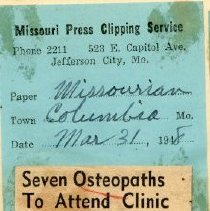 Missouri Press Clipping Service
Phone 2211 523 E. Capitol Ave.
Jefferson City, Mo.
Paper Missourian
Town Columbia Mo.
Date Mar 31, 1948
Seven Osteopaths
To Attend Clinic